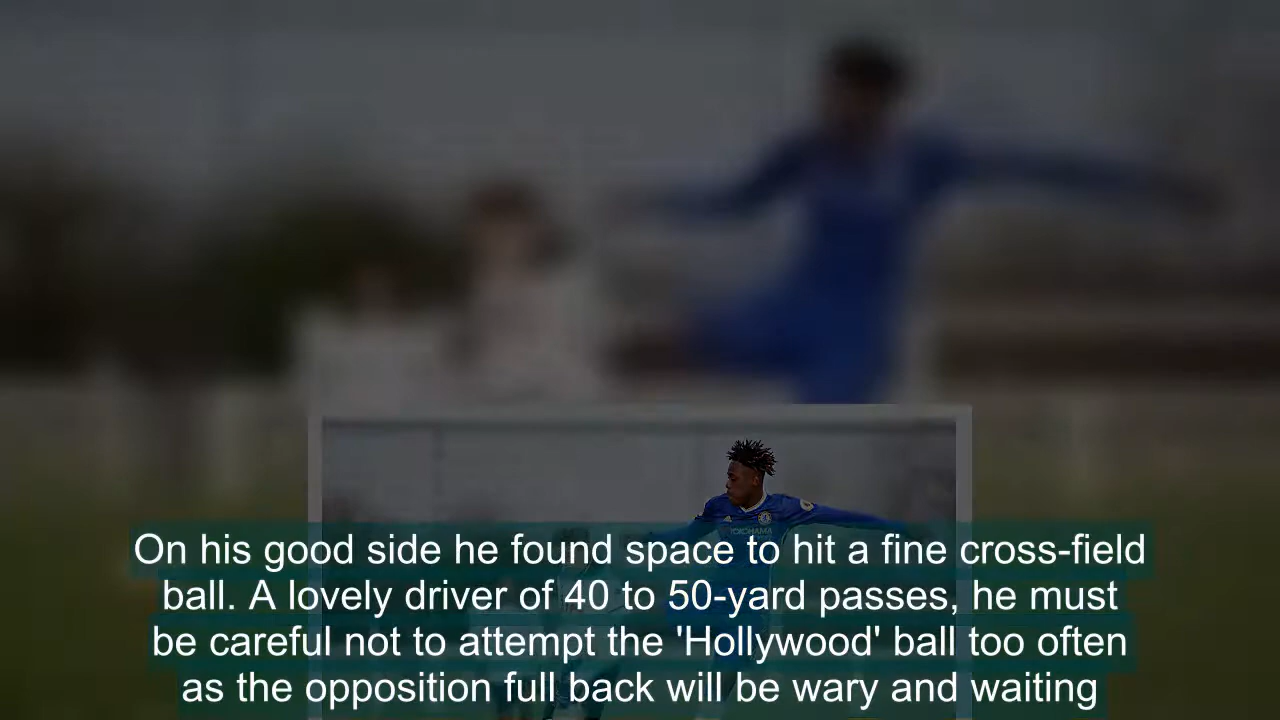 YOKOHAMA
On his good side he found space to hit a fine cross-field
ball. A lovely driver of 40 to 50-yard passes, he must
be careful not to attempt the 'Hollywood' ball too often
as the opposition full back will be wary and waiting